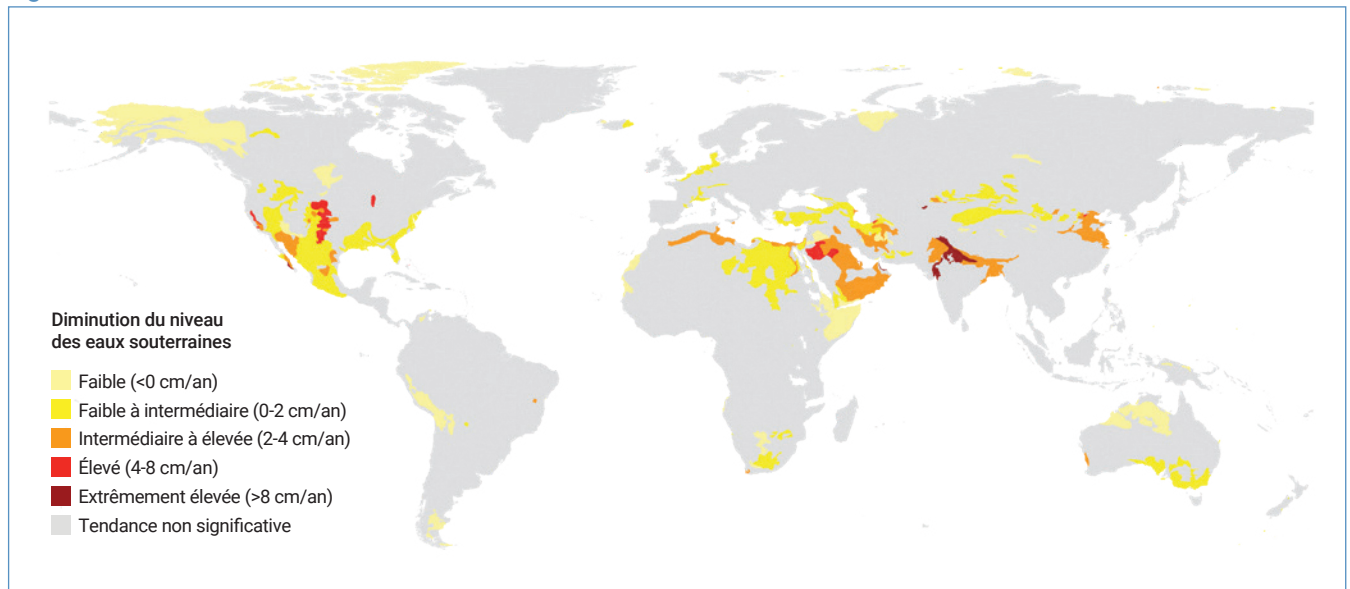 Diminution du niveau
des eaux souterraines
Faible (<0 cm/an)
Faible à intermédiaire (0-2 cm/an)
Intermédiaire à élevée (2-4 cm/an)
Élevé (4-8 cm/an)
Extrêmement élevée (>8 cm/an)
Tendance non significative